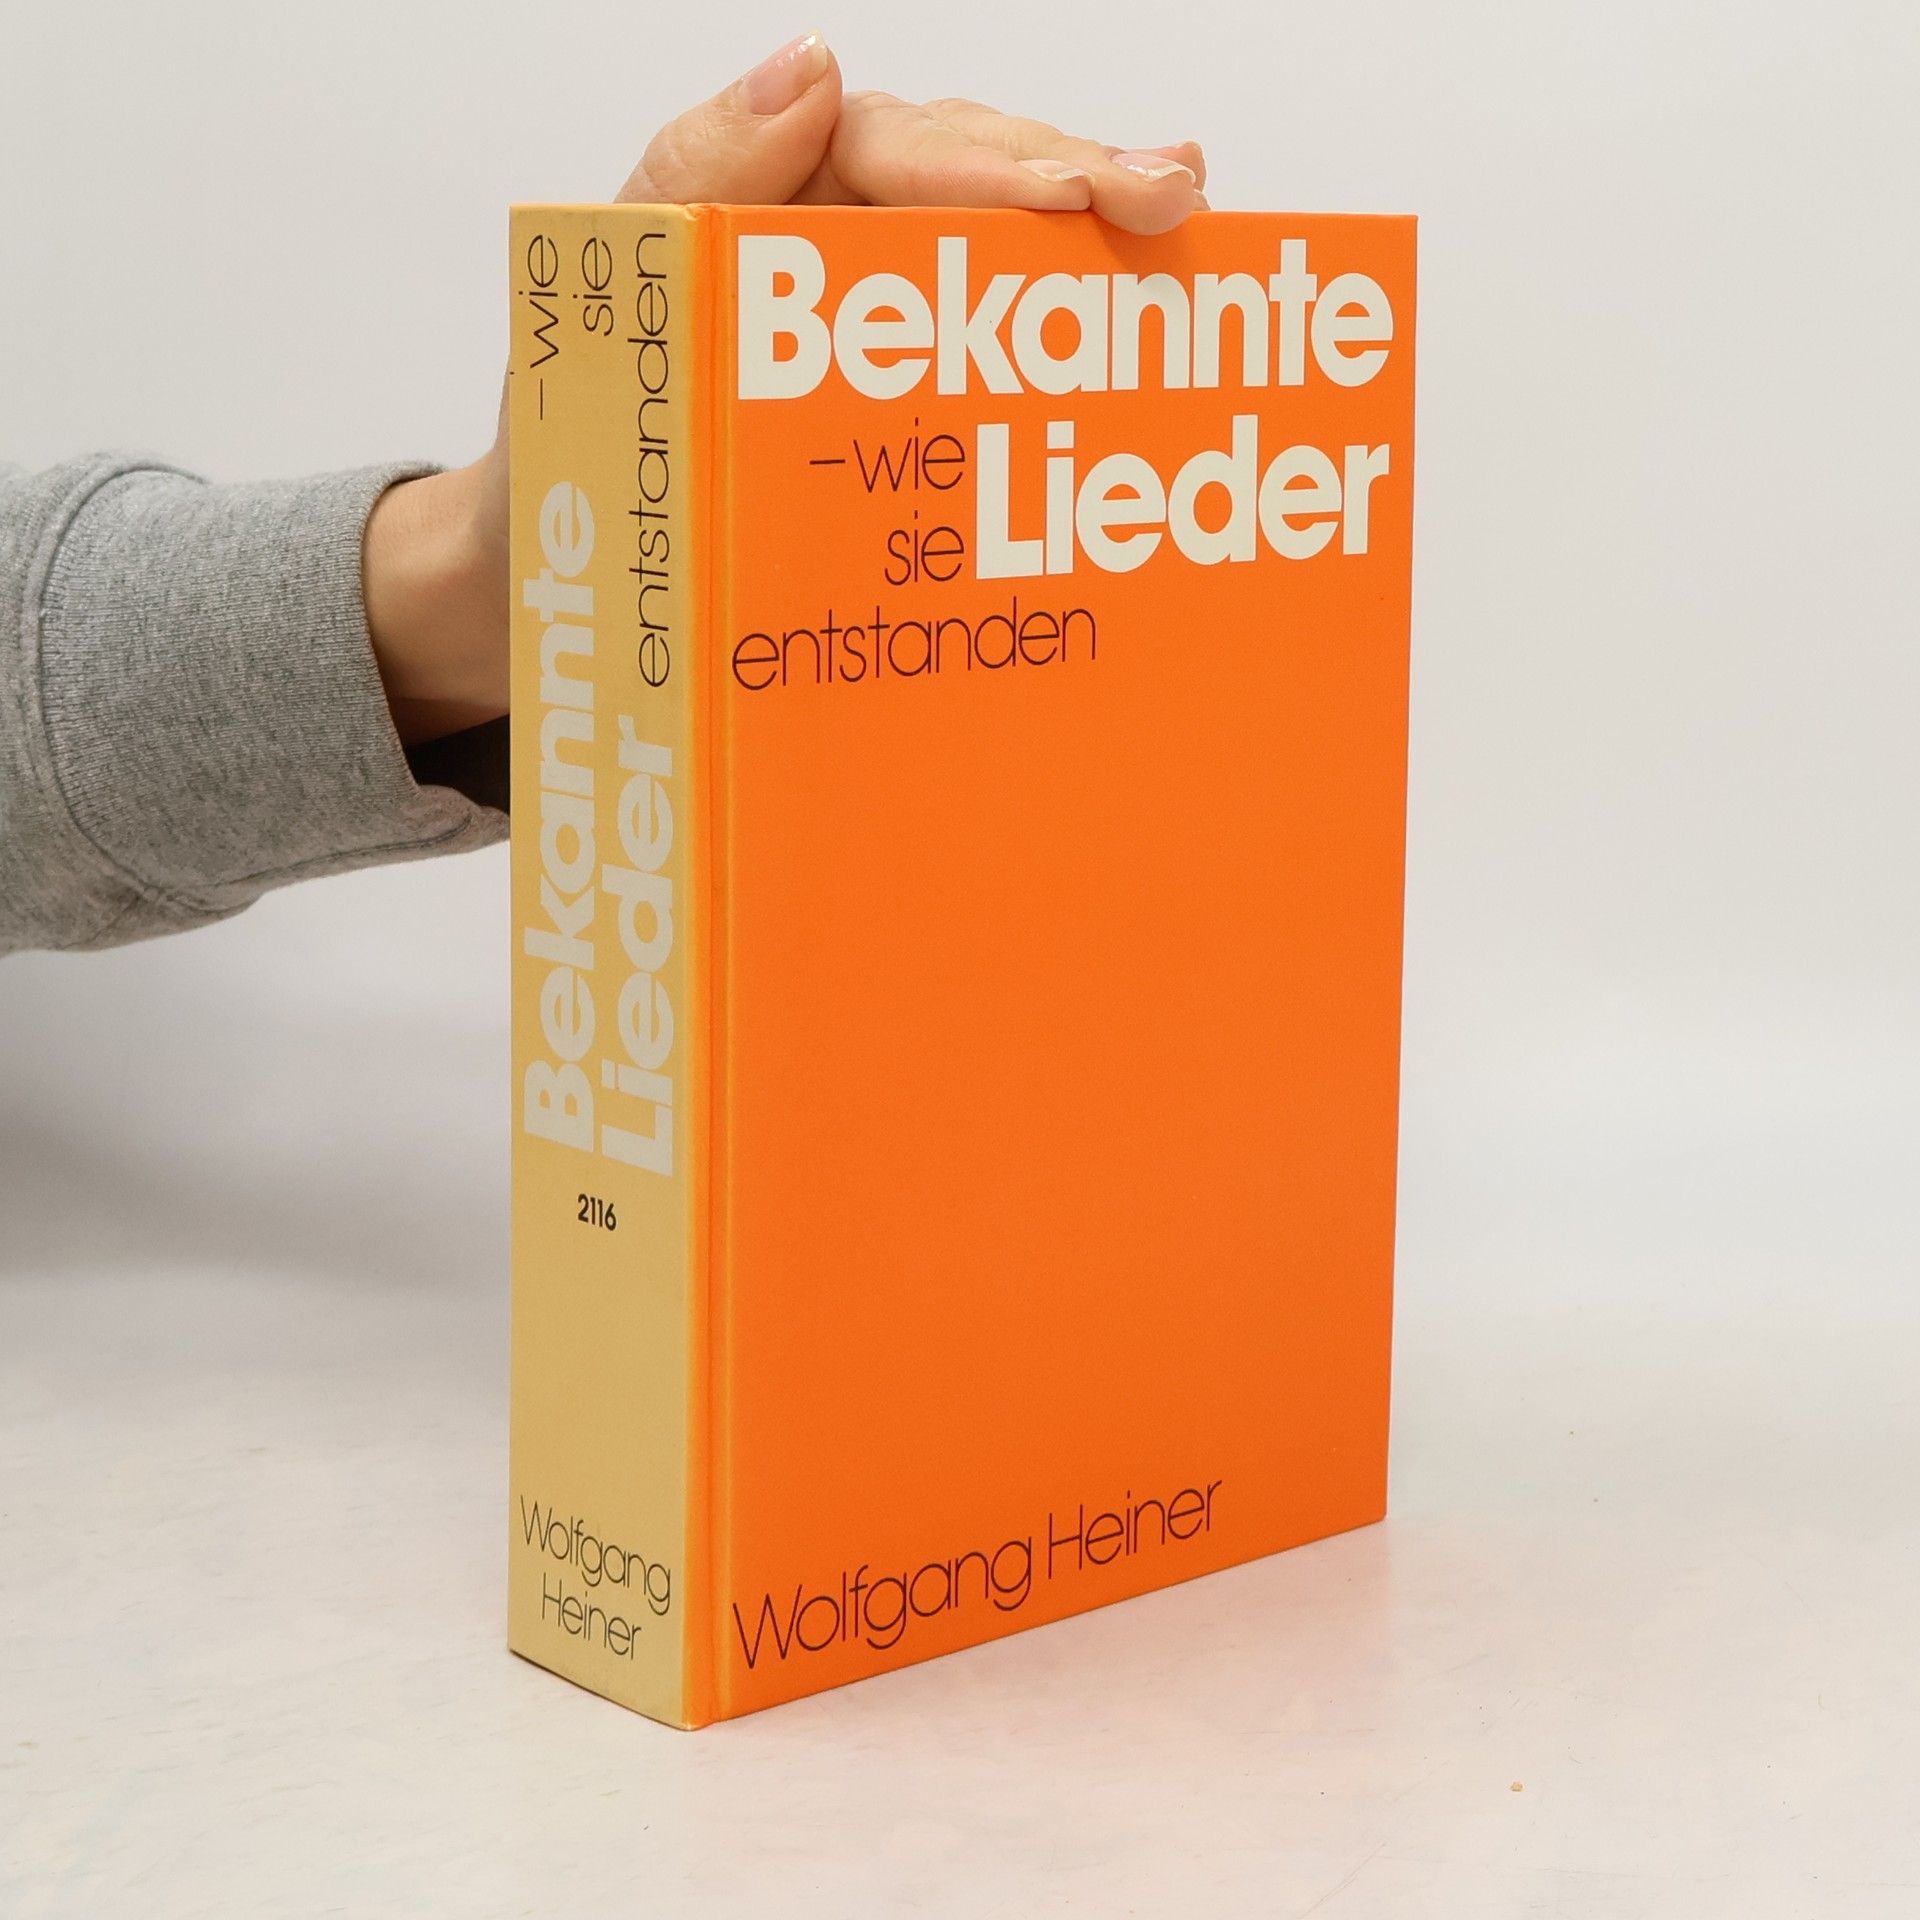 – wie
sie
entstanden
Bekannte
Lieder
2116
Wolfgang
Heiner
Bekannte
– wie
sie
Lieder
entstanden
Wolfgang Heiner